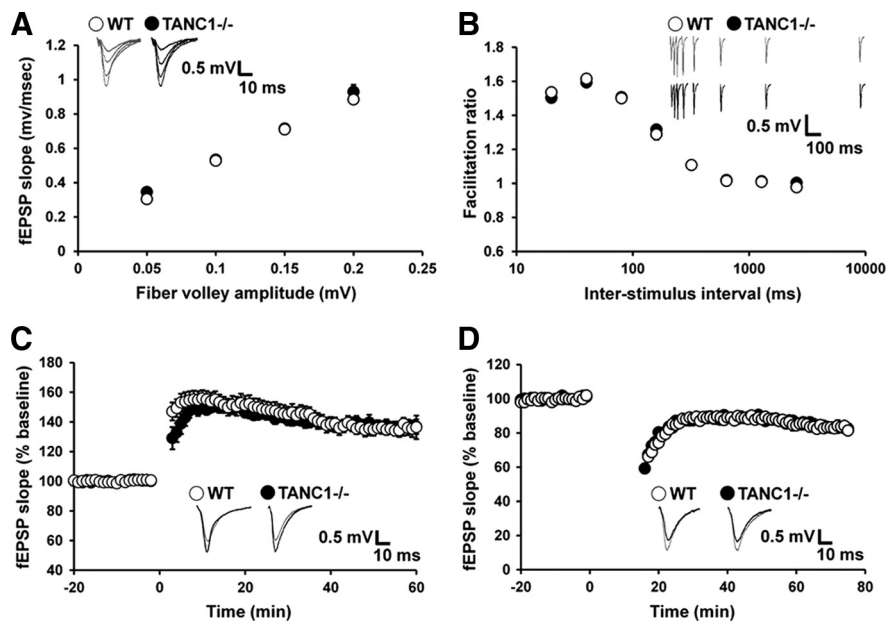 A
WT TANC1-/-
0.5 mV
10 ms
fEPSP slope (mv/msec)
1.2
1
0.8
0.6
0.4
0.2
0
0 0.05 0.1 0.15 0.2 0.25
Fiber volley amplitude (mV)
B
WT TANC1-/-
0.5 mV
100 ms
Facilitation ratio
1.8
1.6
1.4
1.2
1
0.8
0.6
10 100 1000 10000
Inter-stimulus interval (ms)
C
fEPSP slope (% baseline)
180
160
140
120
100
80
60
40
WT TANC1-/-
0.5 mV
10 ms
-20 0 20 40 60
Time (min)
D
fEPSP slope (% baseline)
120
100
80
60
40
20
0
WT TANC1-/-
0.5 mV
10 ms
-20 0 20 40 60 80
Time (min)